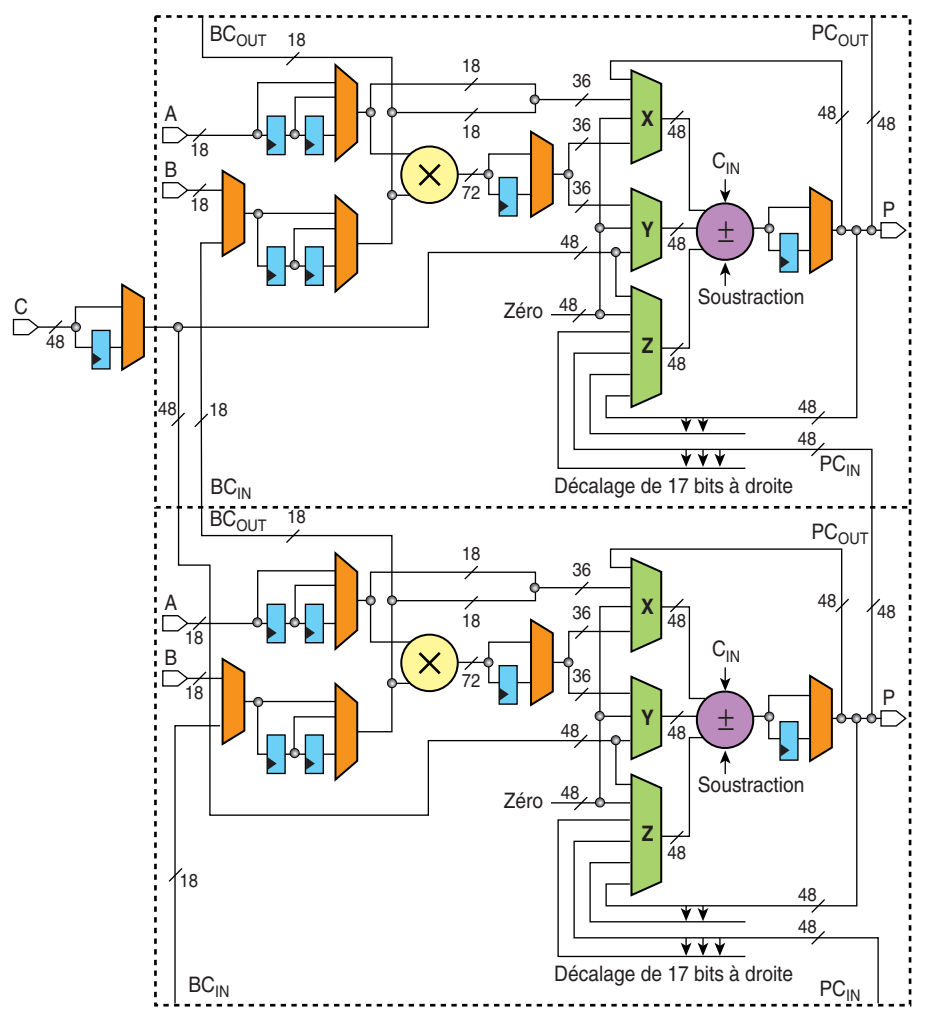 BCOUT
18
PCOUT
18
36
A
18
X
48
48
48
18
36
CIN
B
18
72
36
Y
48
±
P
48
Soustraction
C
48
Zéro
48
Z
48
48
18
48
48
BCIN
PCIN
Décalage de 17 bits à droite
BCOUT
18
PCOUT
18
36
A
18
X
48
48
48
18
36
CIN
B
18
72
36
Y
48
±
P
48
Soustraction
Zéro
48
Z
48
18
48
48
BCIN
PCIN
Décalage de 17 bits à droite